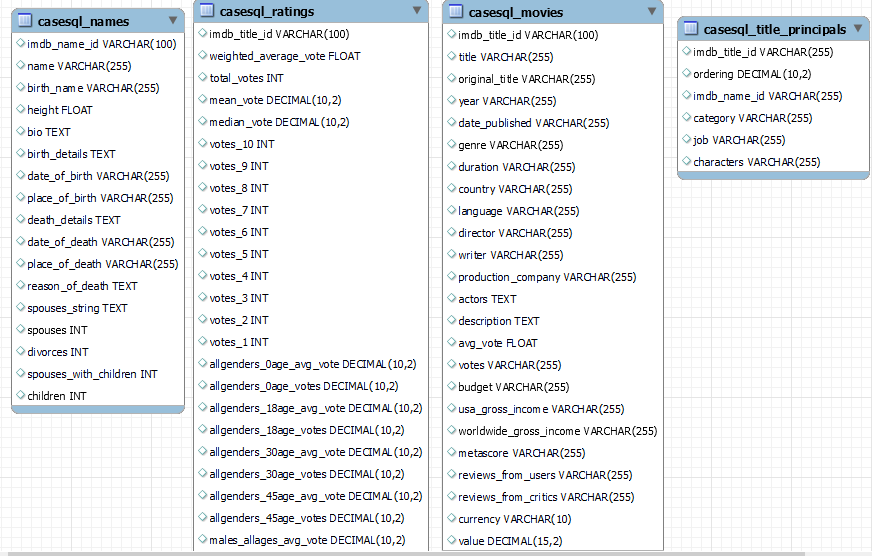 casesql_names
imdb_name_id VARCHAR(100)
name VARCHAR(255)
birth_name VARCHAR(255)
height FLOAT
bio TEXT
birth_details TEXT
date_of_birth VARCHAR(255)
place_of_birth VARCHAR(255)
death_details TEXT
date_of_death VARCHAR(255)
place_of_death VARCHAR(255)
reason_of_death TEXT
spouses_string TEXT
spouses INT
divorces INT
spouses_with_children INT
children INT
casesql_ratings
imdb_title_id VARCHAR(100)
weighted_average_vote FLOAT
total_votes INT
mean_vote DECIMAL(10,2)
median_vote DECIMAL(10,2)
votes_10 INT
votes_9 INT
votes_8 INT
votes_7 INT
votes_6 INT
votes_5 INT
votes_4 INT
votes_3 INT
votes_2 INT
votes_1 INT
allgenders_0age_avg_vote DECIMAL(10,2)
allgenders_0age_votes DECIMAL(10,2)
allgenders_18age_avg_vote DECIMAL(10,2)
allgenders_18age_votes DECIMAL(10,2)
allgenders_30age_avg_vote DECIMAL(10,2)
allgenders_30age_votes DECIMAL(10,2)
allgenders_45age_avg_vote DECIMAL(10,2)
allgenders_45age_votes DECIMAL(10,2)
males_allages_avg_vote DECIMAL(10,2)
casesql_movies
imdb_title_id VARCHAR(100)
title VARCHAR(255)
original_title VARCHAR(255)
year VARCHAR(255)
date_published VARCHAR(255)
genre VARCHAR(255)
duration VARCHAR(255)
country VARCHAR(255)
language VARCHAR(255)
director VARCHAR(255)
writer VARCHAR(255)
production_company VARCHAR(255)
actors TEXT
description TEXT
avg_vote FLOAT
votes VARCHAR(255)
budget VARCHAR(255)
usa_gross_income VARCHAR(255)
worldwide_gross_income VARCHAR(255)
metascore VARCHAR(255)
reviews_from_users VARCHAR(255)
reviews_from_critics VARCHAR(255)
currency VARCHAR(10)
value DECIMAL(15,2)
casesql_title_principals
imdb_title_id VARCHAR(255)
ordering DECIMAL(10,2)
imdb_name_id VARCHAR(255)
category VARCHAR(255)
job VARCHAR(255)
characters VARCHAR(255)